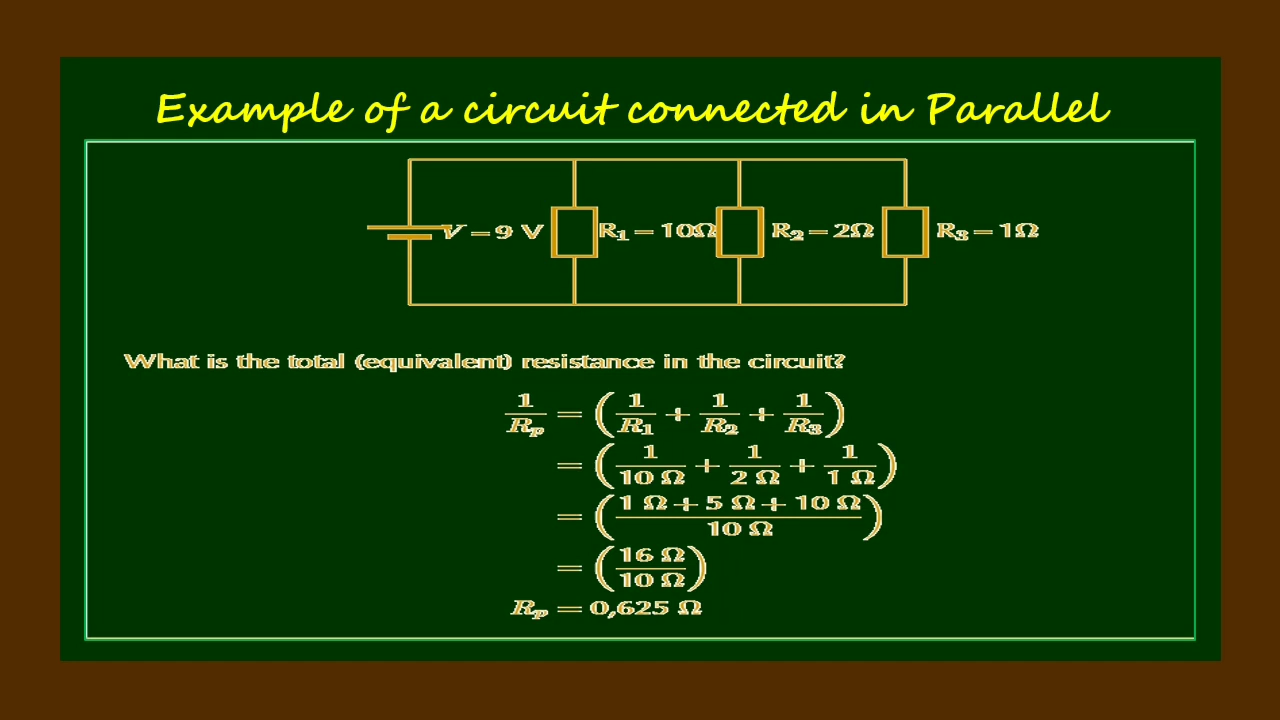 Example of a circuit connected in Parallel
V = 9 V R₁ = 10Ω R₂ = 2Ω R₃ = 1Ω
What is the total (equivalent) resistance in the circuit?
1/Rₚ = (1/R₁ + 1/R₂ + 1/R₃)
= (1/10 Ω + 1/2 Ω + 1/1 Ω)
= (1 Ω + 5 Ω + 10 Ω/10 Ω)
= (16 Ω/10 Ω)
Rₚ = 0,625 Ω